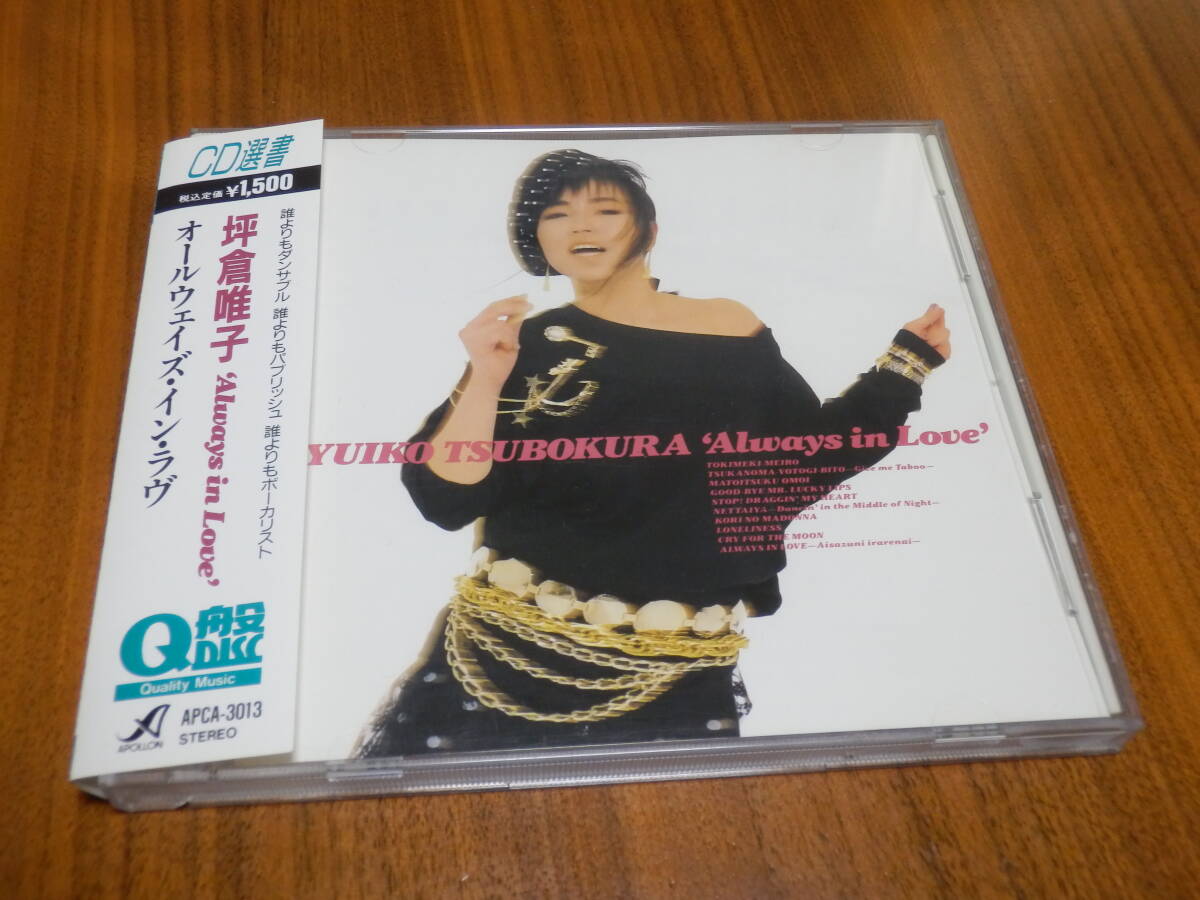 CD選書
税込定価 ¥1,500
誰よりもダンサブル 誰よりもパブリッシュ 誰よりもボーカリスト
坪倉唯子 ‘Always in Love’
オールウェイズ・イン・ラヴ
Q盤
DISC
Quality Music
APOLLON
APCA-3013
STEREO
YUIKO TSUBOKURA ‘Always in Love’
TOKIMEKI MEIRO
TSUKANOMA YOTOGI-BITO—Give me Taboo—
MATOITSUKU OMOI
GOOD-BYE MR. LUCKY LIPS
STOP! DRAGGIN' MY HEART
NETTAIYA—Dancin' in the Middle of Night—
KORI NO MADONNA
LONELINESS
CRY FOR THE MOON
ALWAYS IN LOVE—Aisazuni irarenai—